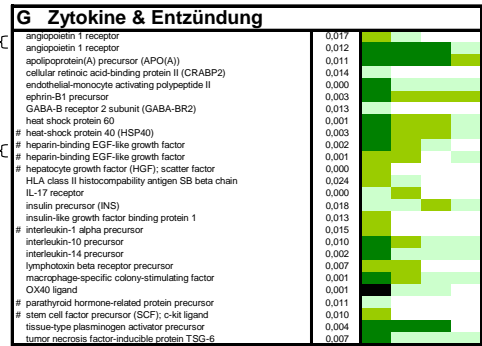 G Zytokine & Entzündung
angiopoietin 1 receptor 0,017
angiopoietin 1 receptor 0,012
apolipoprotein(A) precursor (APO(A)) 0,011
cellular retinoic acid-binding protein II (CRABP2) 0,014
endothelial-monocyte activating polypeptide II 0,000
ephrin-B1 precursor 0,003
GABA-B receptor 2 subunit (GABA-BR2) 0,013
heat shock protein 60 0,001
# heat-shock protein 40 (HSP40) 0,003
# heparin-binding EGF-like growth factor 0,002
# heparin-binding EGF-like growth factor 0,001
# hepatocyte growth factor (HGF); scatter factor 0,000
HLA class II histocompability antigen SB beta chain 0,024
IL-17 receptor 0,000
insulin precursor (INS) 0,018
insulin-like growth factor binding protein 1 0,013
# interleukin-1 alpha precursor 0,015
interleukin-10 precursor 0,010
interleukin-14 precursor 0,002
lymphotoxin beta receptor precursor 0,007
macrophage-specific colony-stimulating factor 0,001
OX40 ligand 0,001
# parathyroid hormone-related protein precursor 0,011
# stem cell factor precursor (SCF); c-kit ligand 0,010
tissue-type plasminogen activator precursor 0,004
tumor necrosis factor-inducible protein TSG-6 0,007